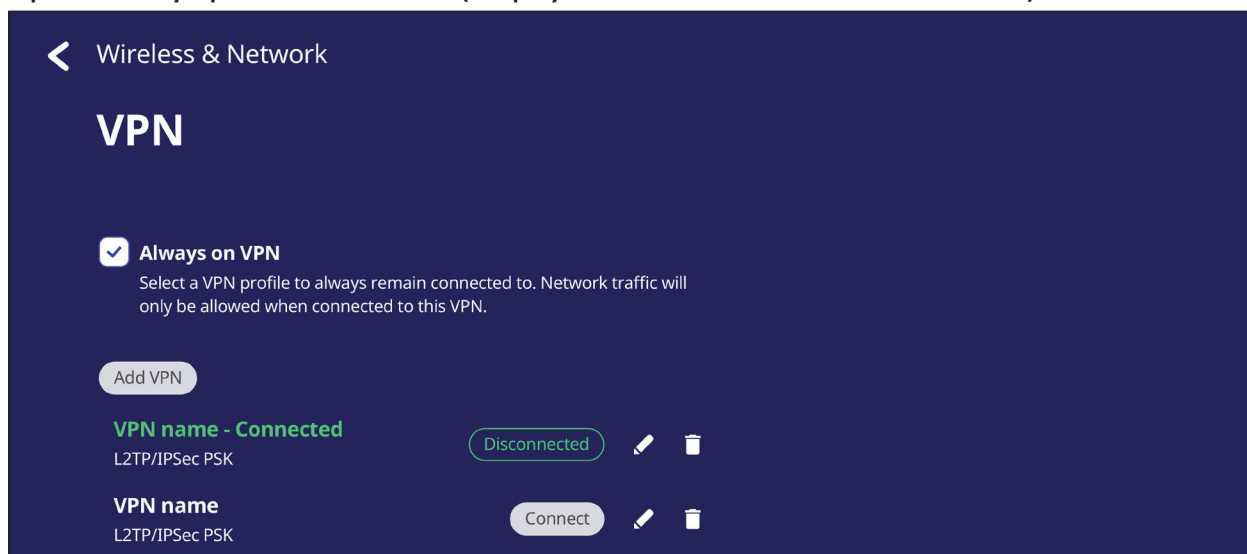 Wireless & Network
VPN
Always on VPN
Select a VPN profile to always remain connected to. Network traffic will
only be allowed when connected to this VPN.
Add VPN
VPN name - Connected
Disconnected
L2TP/IPSec PSK
VPN name
Connect
L2TP/IPSec PSK